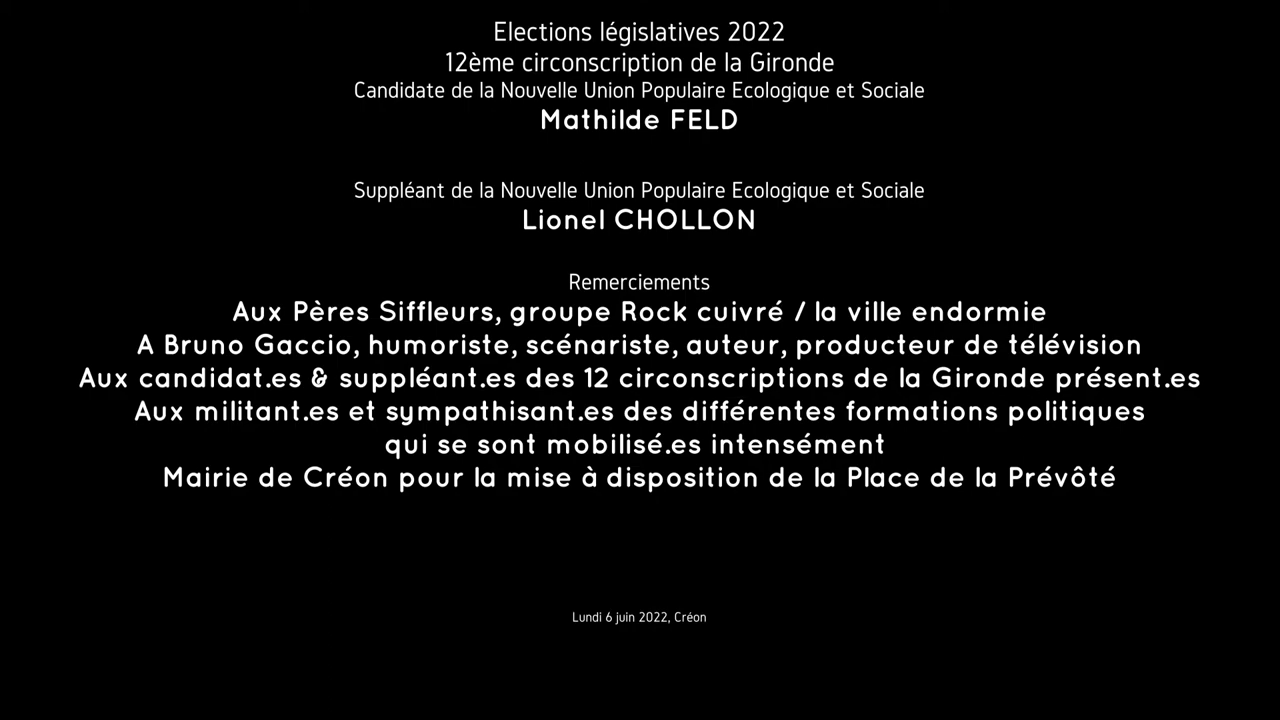 Elections législatives 2022
12ème circonscription de la Gironde
Candidate de la Nouvelle Union Populaire Ecologique et Sociale
Mathilde FELD
Suppléant de la Nouvelle Union Populaire Ecologique et Sociale
Lionel CHOLLON
Remerciements
Aux Pères Siffleurs, groupe Rock cuivré / la ville endormie
A Bruno Gaccio, humoriste, scénariste, auteur, producteur de télévision
Aux candidat.es & suppléant.es des 12 circonscriptions de la Gironde présent.es
Aux militant.es et sympathisant.es des différentes formations politiques
qui se sont mobilisé.es intensément
Mairie de Créon pour la mise à disposition de la Place de la Prévôté
Lundi 6 juin 2022, Créon